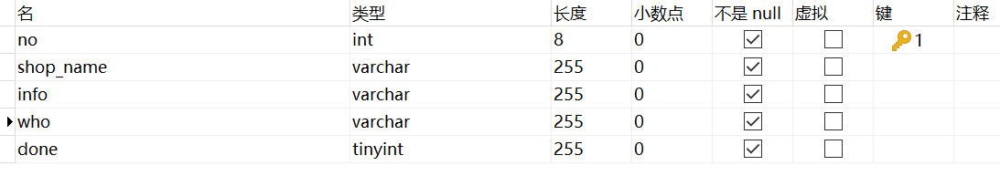 名 类型 长度 小数点 不是 null 虚拟 键 注释
no int 8 0 1
shop_name varchar 255 0
info varchar 255 0
who varchar 255 0
done tinyint 255 0